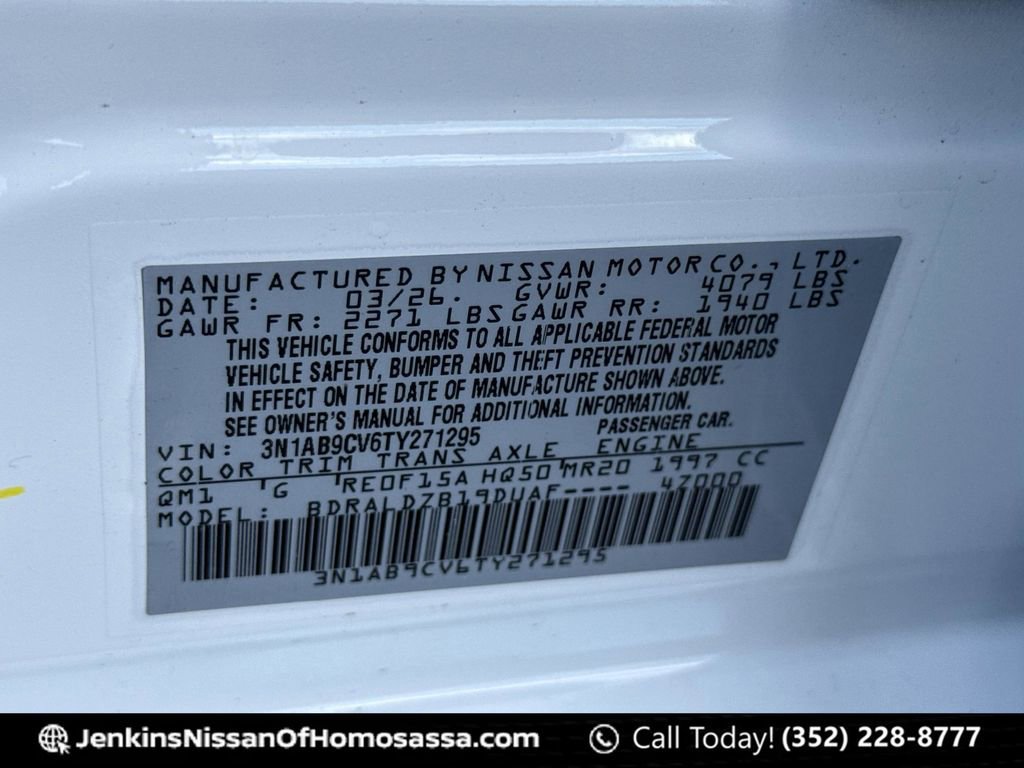 MANUFACTURED BY NISSAN MOTOR CO., LTD.
DATE: 03/26. GVWR: 4079 LBS
GAWR FR: 2271 LBS GAWR RR: 1940 LBS
THIS VEHICLE CONFORMS TO ALL APPLICABLE FEDERAL MOTOR
VEHICLE SAFETY, BUMPER AND THEFT PREVENTION STANDARDS
IN EFFECT ON THE DATE OF MANUFACTURE SHOWN ABOVE.
SEE OWNER'S MANUAL FOR ADDITIONAL INFORMATION.
PASSENGER CAR.
VIN: 3N1AB9CV6TY271295
COLOR TRIM TRANS AXLE ENGINE
QM1 'G 'RE0F15A HQ50'MR20 1997 CC
MODEL: BDRALDZB19DUAF---- 47000
3N1AB9CV6TY271295
JenkinsNissanOfHomosassa.com
Call Today! (352) 228-8777